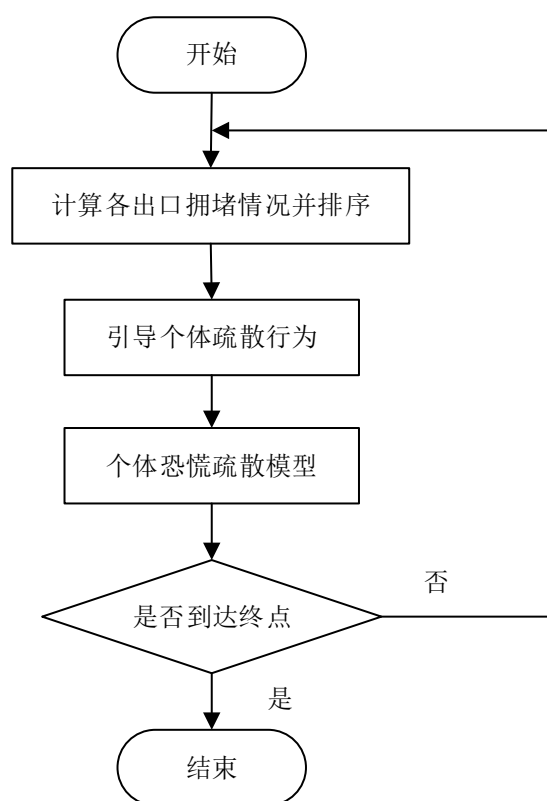 开始
计算各出口拥堵情况并排序
引导个体疏散行为
个体恐慌疏散模型
是否到达终点
否
是
结束